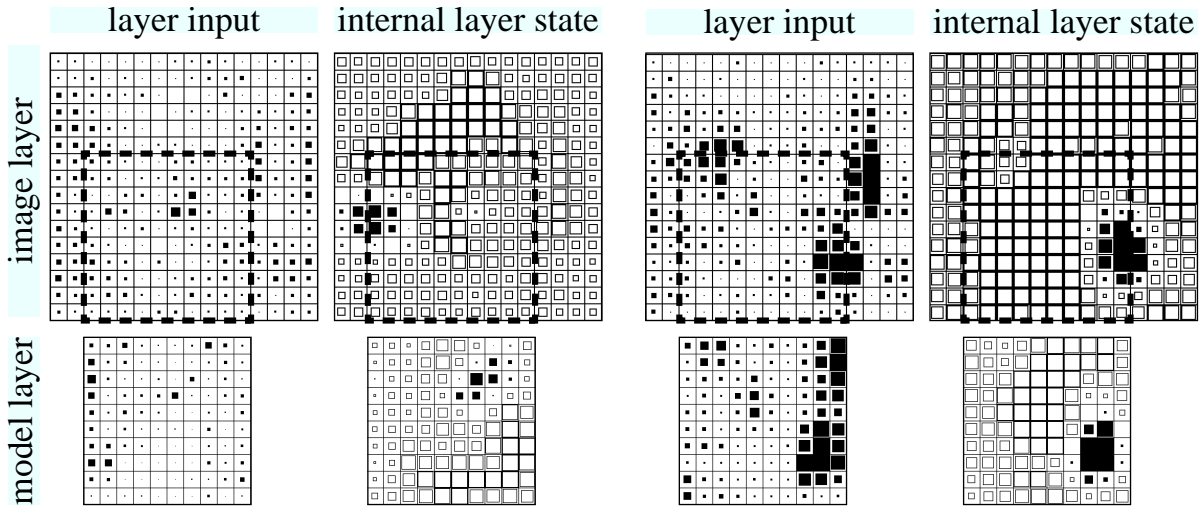 layer input
internal layer state
layer input
internal layer state
image layer
model layer